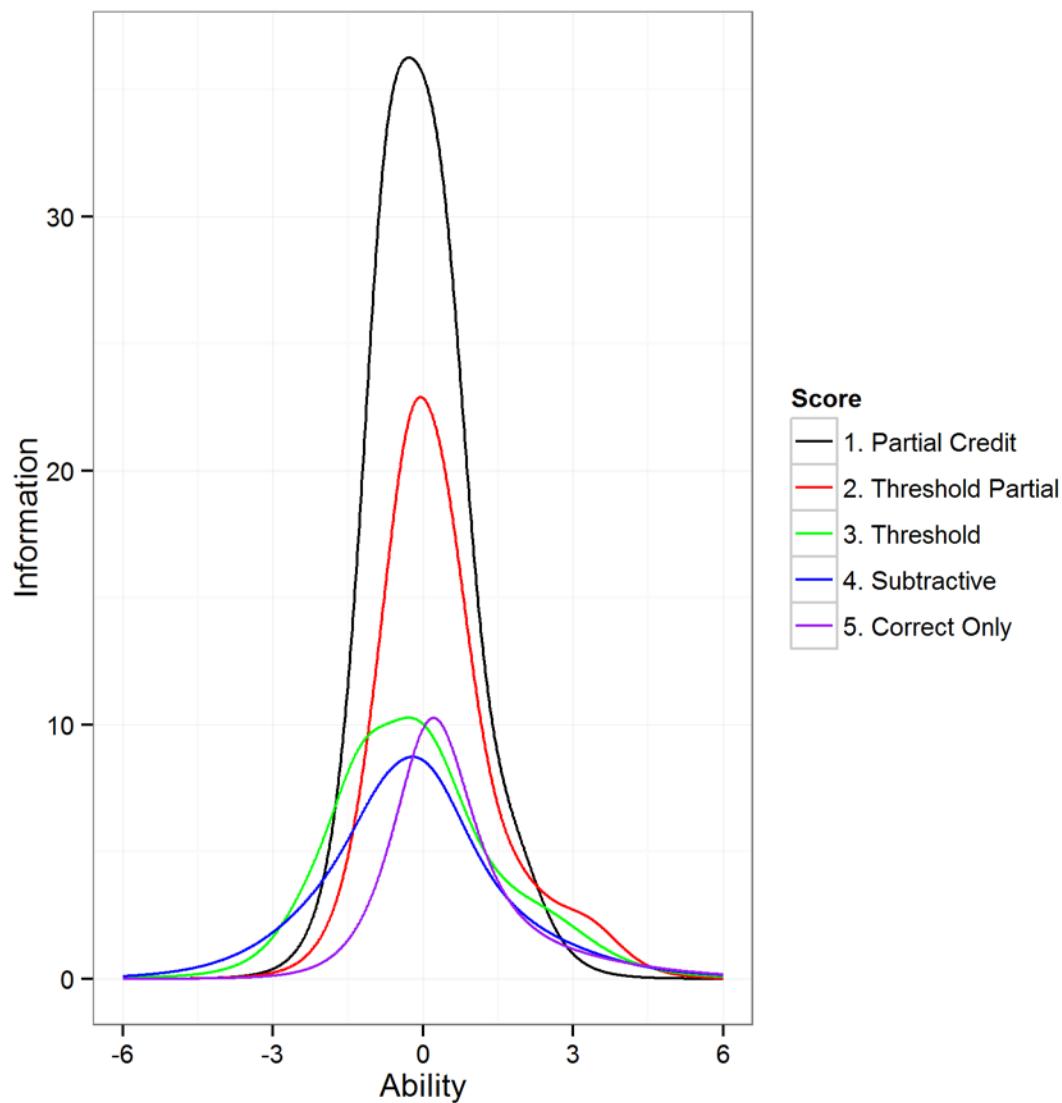 30
20
10
0
Information
-6
-3
0
3
6
Ability
Score
1. Partial Credit
2. Threshold Partial
3. Threshold
4. Subtractive
5. Correct Only